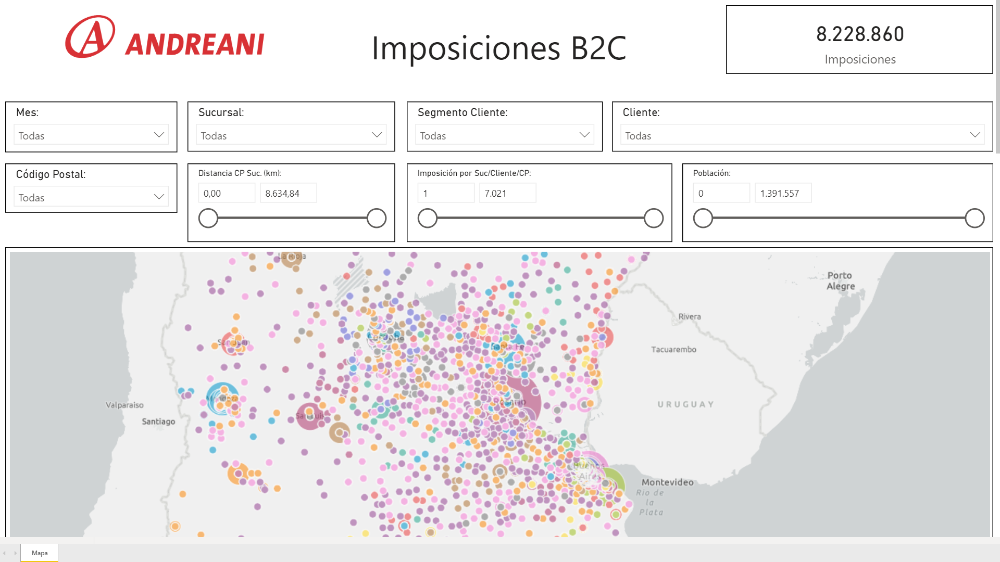 ANDREANI
Imposiciones B2C
8.228.860
Imposiciones
Mes:
Todas
Sucursal:
Todas
Segmento Cliente:
Todas
Cliente:
Todas
Código Postal:
Todas
Distancia CP Suc. (km):
0,00
8.634,84
Imposición por Suc/Cliente/CP:
1
7.021
Población:
0
1.391.557
La Rioja
Porto
Alegre
Rivera
Córdoba
San Juan
Santa Fe
Tacuarembo
Mendoza
Rosario
Valparaiso
URUGUAY
San Luis
Santiago
Buenos
Aires
Montevideo
Río de
la
Plata
Mapa